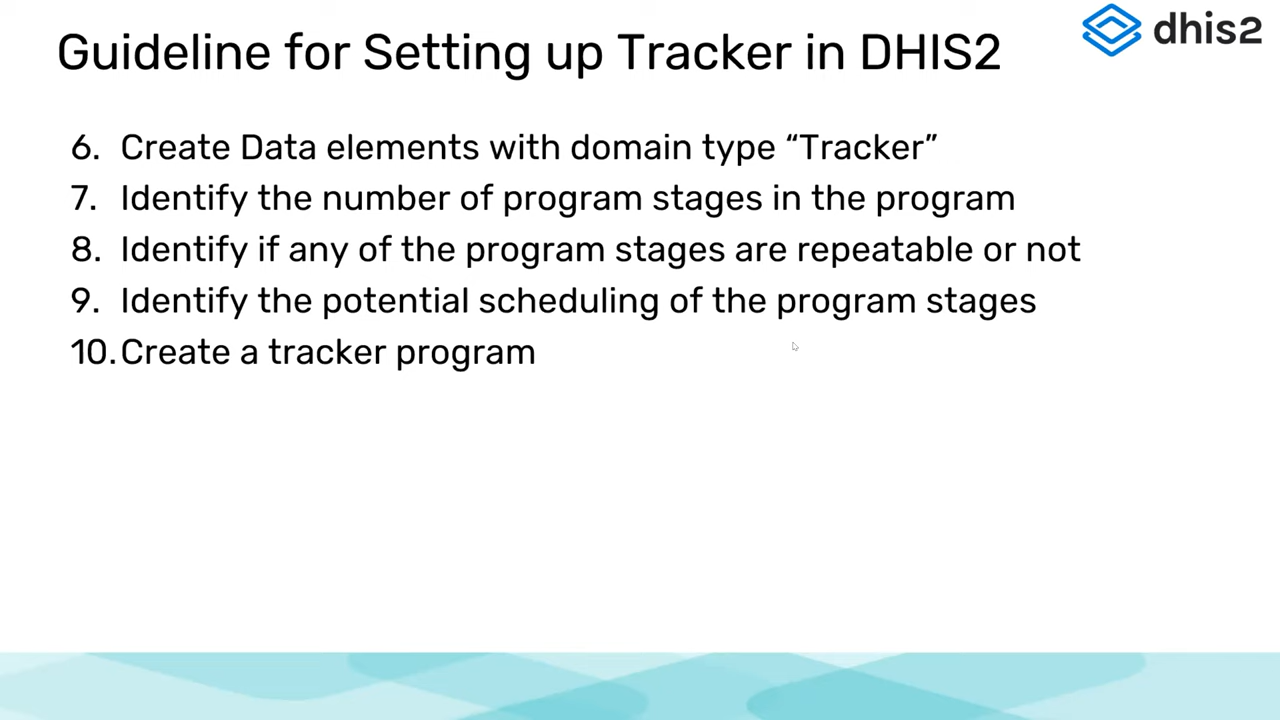 Guideline for Setting up Tracker in DHIS2
dhis2
6. Create Data elements with domain type “Tracker”
7. Identify the number of program stages in the program
8. Identify if any of the program stages are repeatable or not
9. Identify the potential scheduling of the program stages
10. Create a tracker program